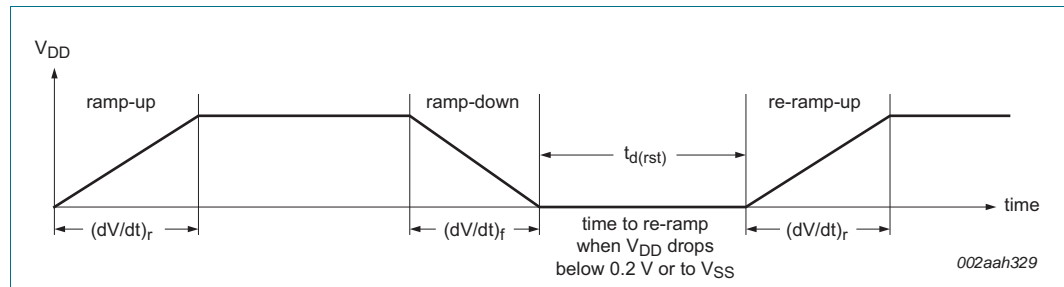 VDD
ramp-up
ramp-down
re-ramp-up
td(rst)
time
(dV/dt)r
(dV/dt)f
time to re-ramp
when VDD drops
below 0.2 V or to VSS
(dV/dt)r
002aah329